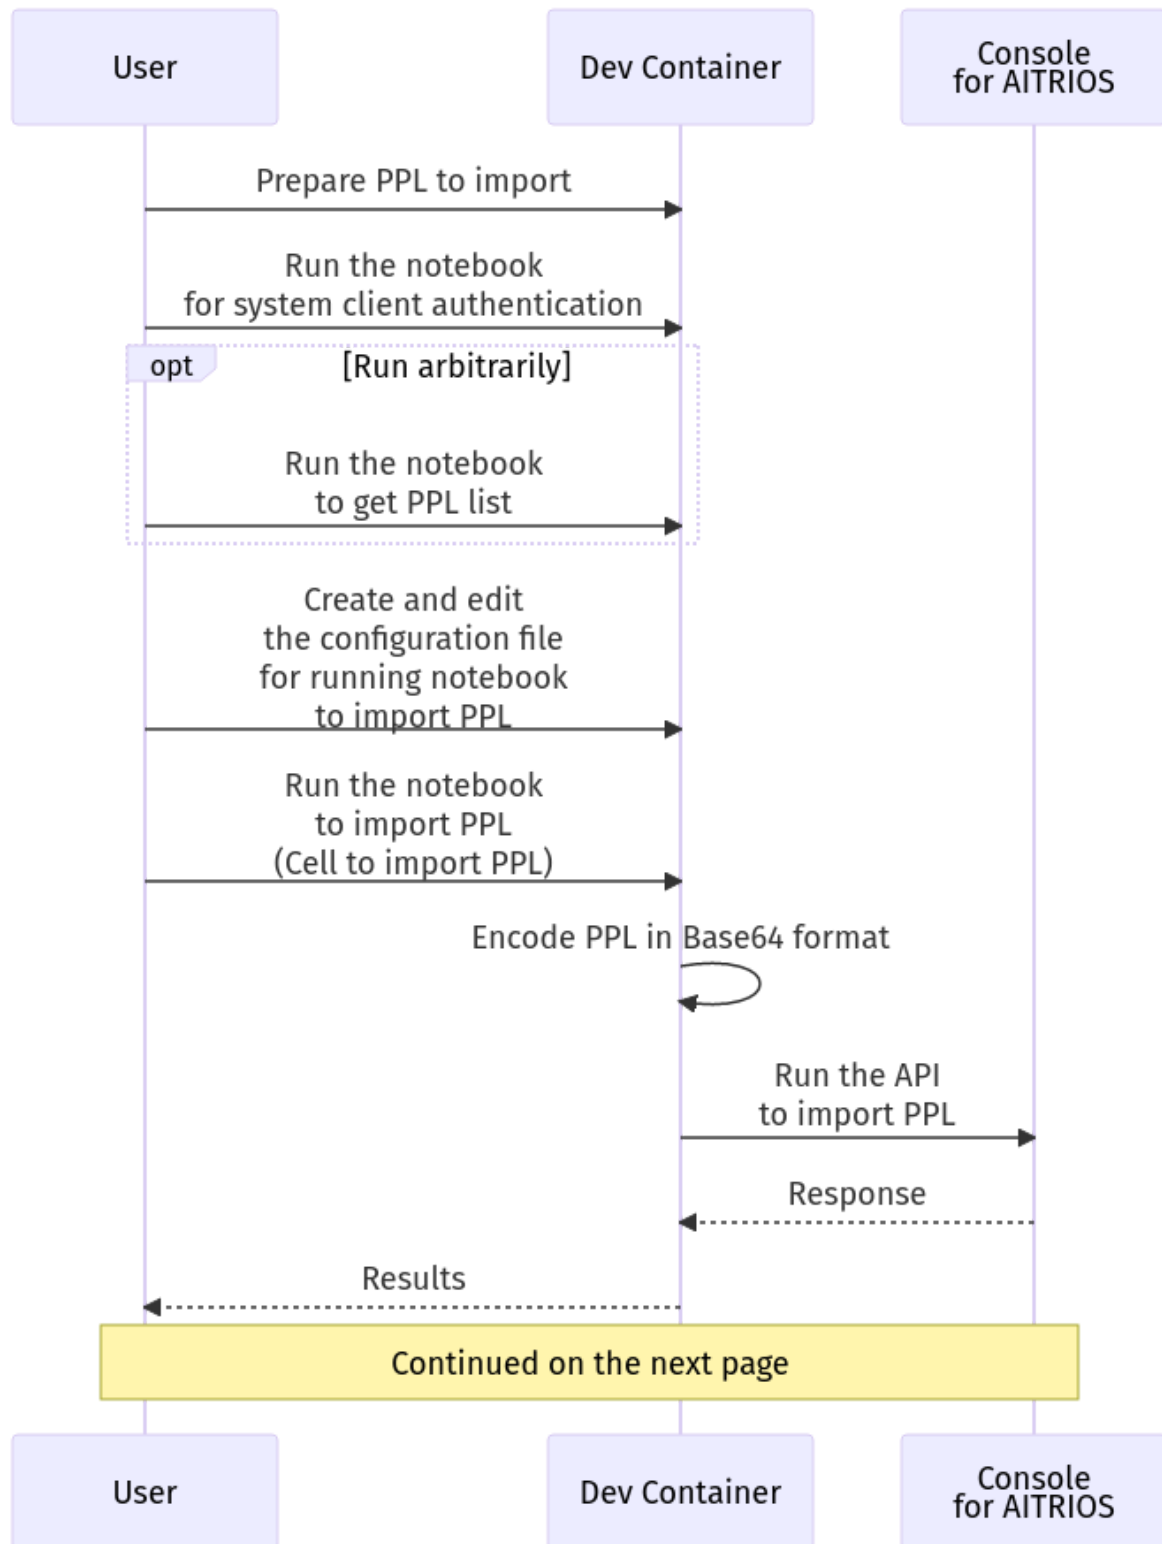 User
Dev Container
Console
for AITRIOS
Prepare PPL to import
Run the notebook
for system client authentication
opt
[Run arbitrarily]
Run the notebook
to get PPL list
Create and edit
the configuration file
for running notebook
to import PPL
Run the notebook
to import PPL
(Cell to import PPL)
Encode PPL in Base64 format
Run the API
to import PPL
Response
Results
Continued on the next page
User
Dev Container
Console
for AITRIOS